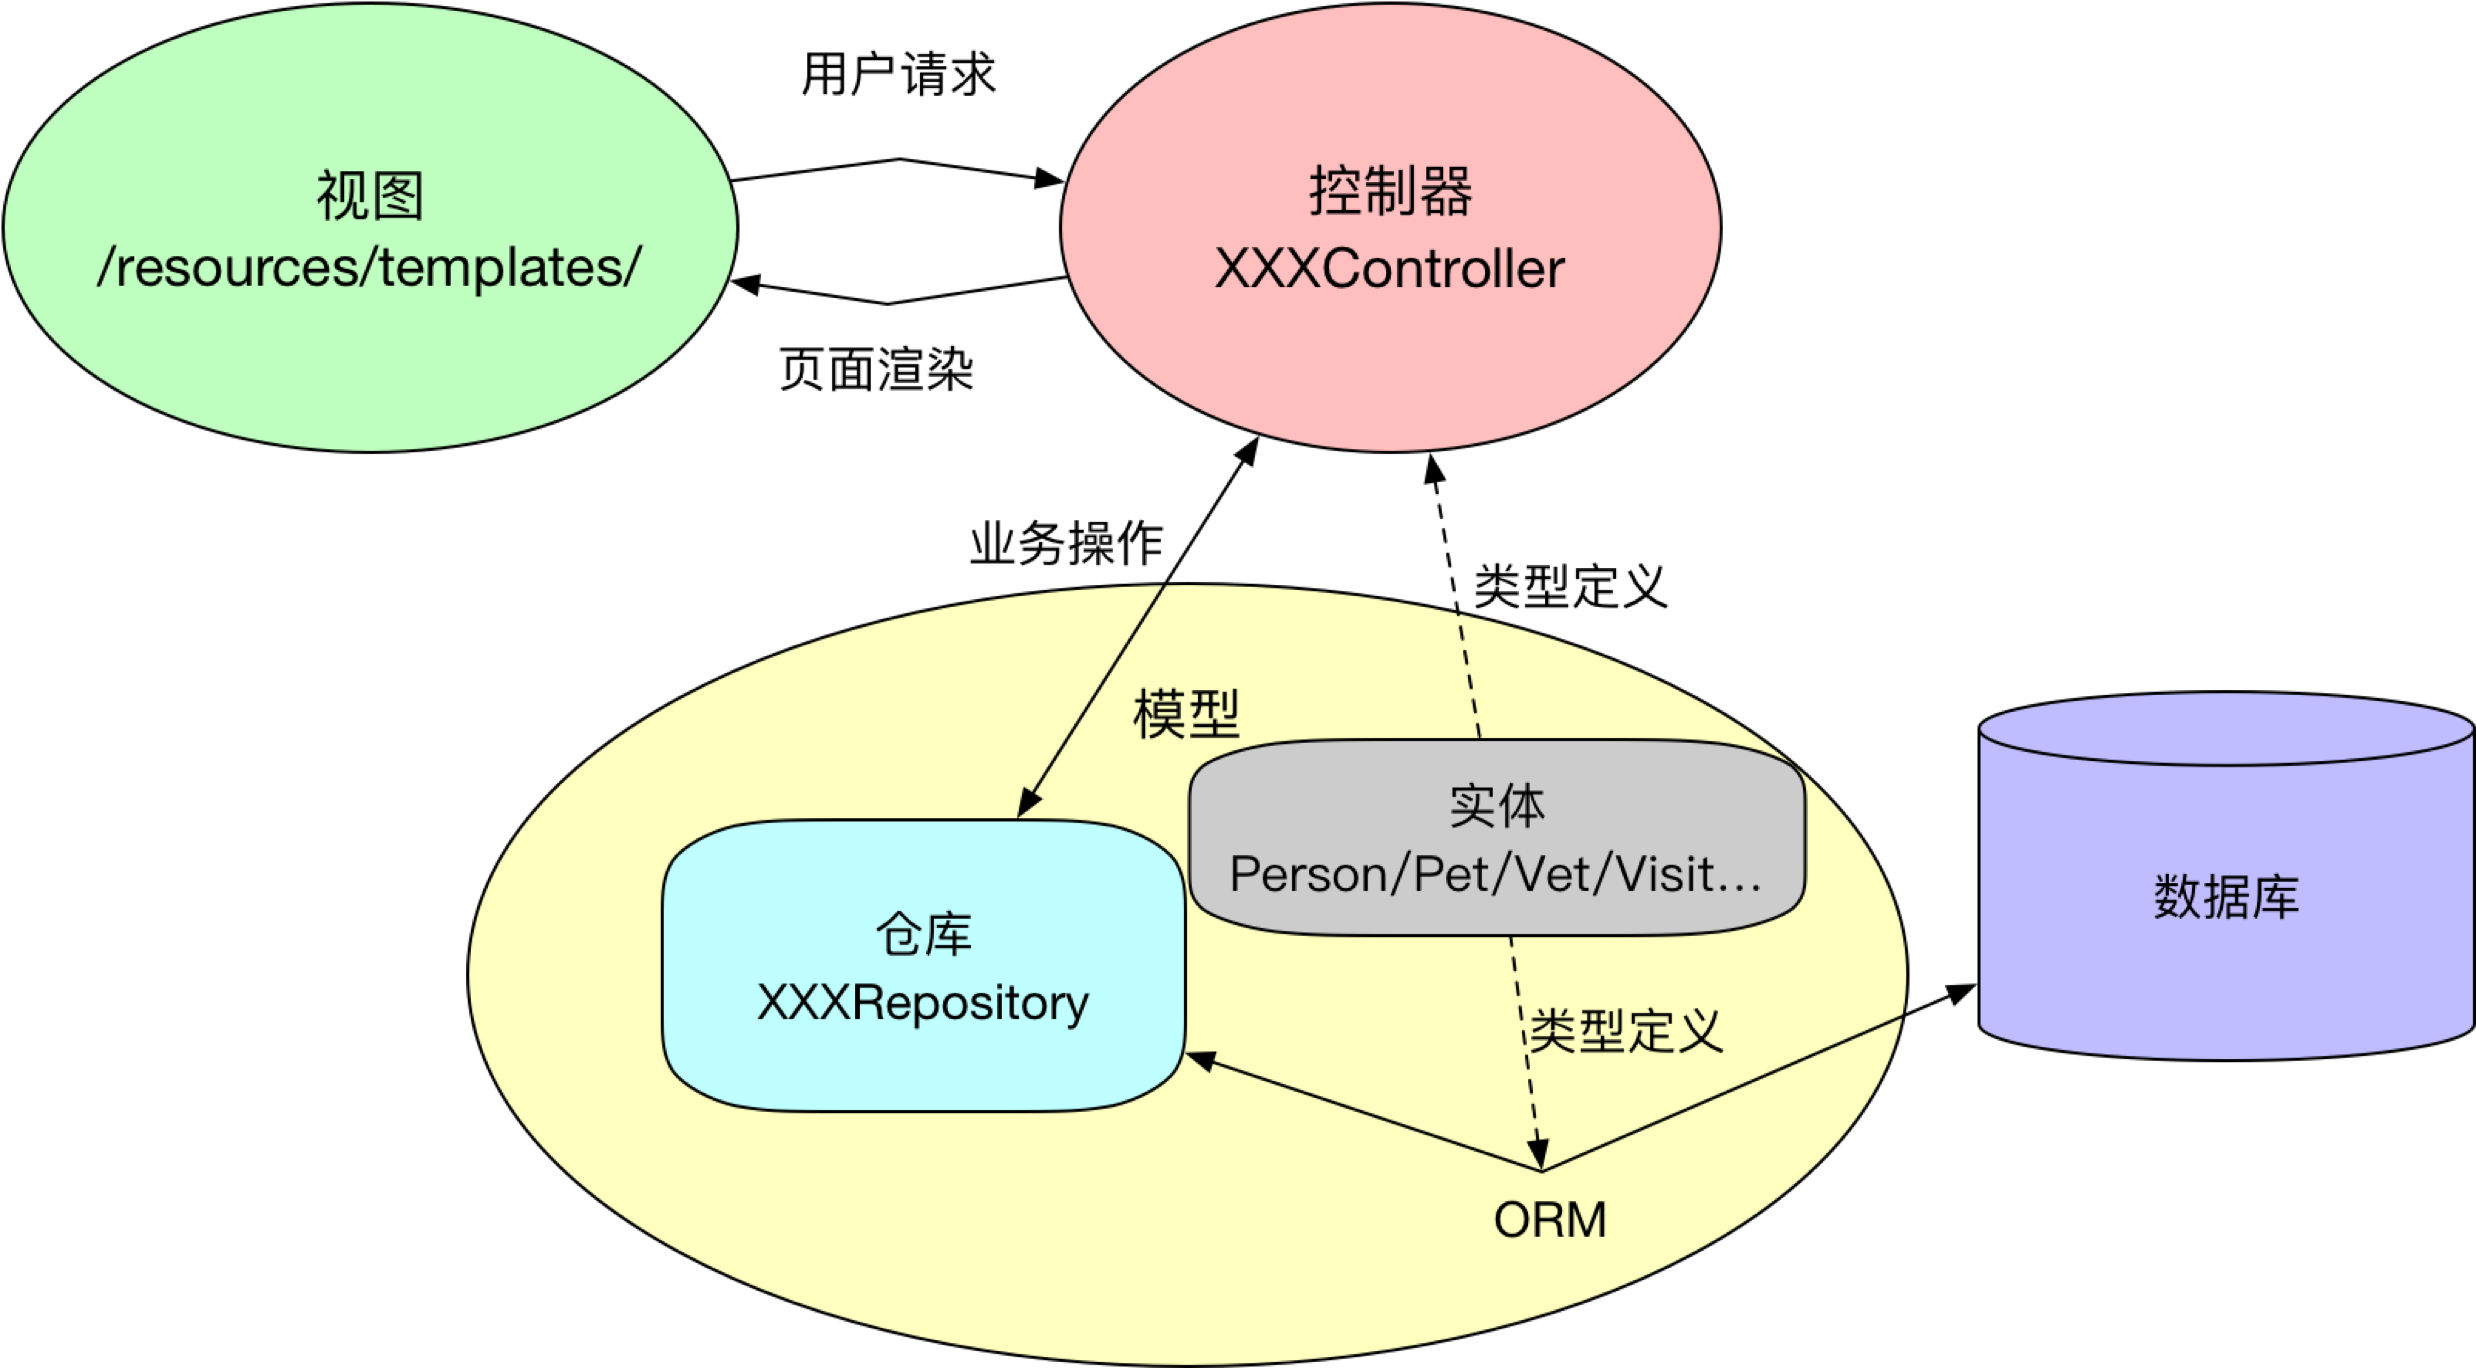 用户请求
视图
/resources/templates/
控制器
XXXController
页面渲染
业务操作
类型定义
模型
实体
Person/Pet/Vet/Visit...
仓库
XXXRepository
数据库
类型定义
ORM